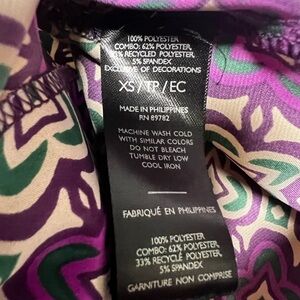 100% POLYESTER
COMBO: 62% POLYESTER,
33% RECYCLED POLYESTER,
5% SPANDEX
EXCLUSIVE OF DECORATIONS
XS/TP/EC
MADE IN PHILIPPINES
RN 89782
MACHINE WASH COLD
WITH SIMILAR COLORS
DO NOT BLEACH
TUMBLE DRY LOW
COOL IRON
FABRIQUÉ EN PHILIPPINES
100% POLYESTER
COMBO: 62% POLYESTER
33% RECYCLÉ POLYESTER,
5% SPANDEX
GARNITURE NON COMPRISE